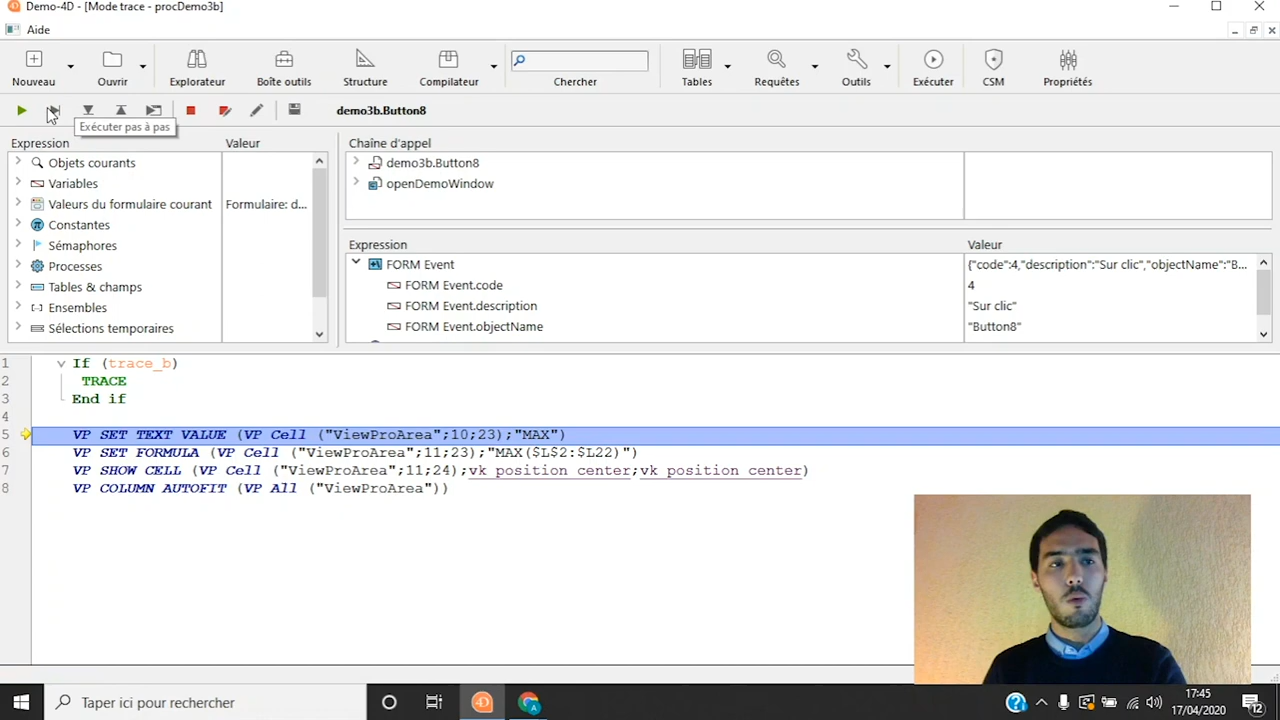 Demo-4D - [Mode trace - procDemo3b]
Aide
Nouveau
Ouvrir
Explorateur
Boîte outils
Structure
Compilateur
Chercher
Tables
Requêtes
Outils
Exécuter
CSM
Propriétés
demo3b.Button8
Exécuter pas à pas
Expression Valeur
Objets courants
Variables
Valeurs du formulaire courant Formulaire: d...
Constantes
Sémaphores
Processes
Tables & champs
Ensembles
Sélections temporaires
Chaîne d'appel
demo3b.Button8
openDemoWindow
Expression Valeur
FORM Event {"code":4,"description":"Sur clic","objectName":"B...
FORM Event.code 4
FORM Event.description "Sur clic"
FORM Event.objectName "Button8"
1 If (trace_b)
2 TRACE
3 End if
4
5 VP SET TEXT VALUE (VP Cell ("ViewProArea";10;23);"MAX")
6 VP SET FORMULA (VP Cell ("ViewProArea";11;23);"MAX($L$2:$L22)")
7 VP SHOW CELL (VP Cell ("ViewProArea";11;24);vk position center;vk position center)
8 VP COLUMN AUTOFIT (VP All ("ViewProArea"))
Taper ici pour rechercher
17:45
17/04/2020
12